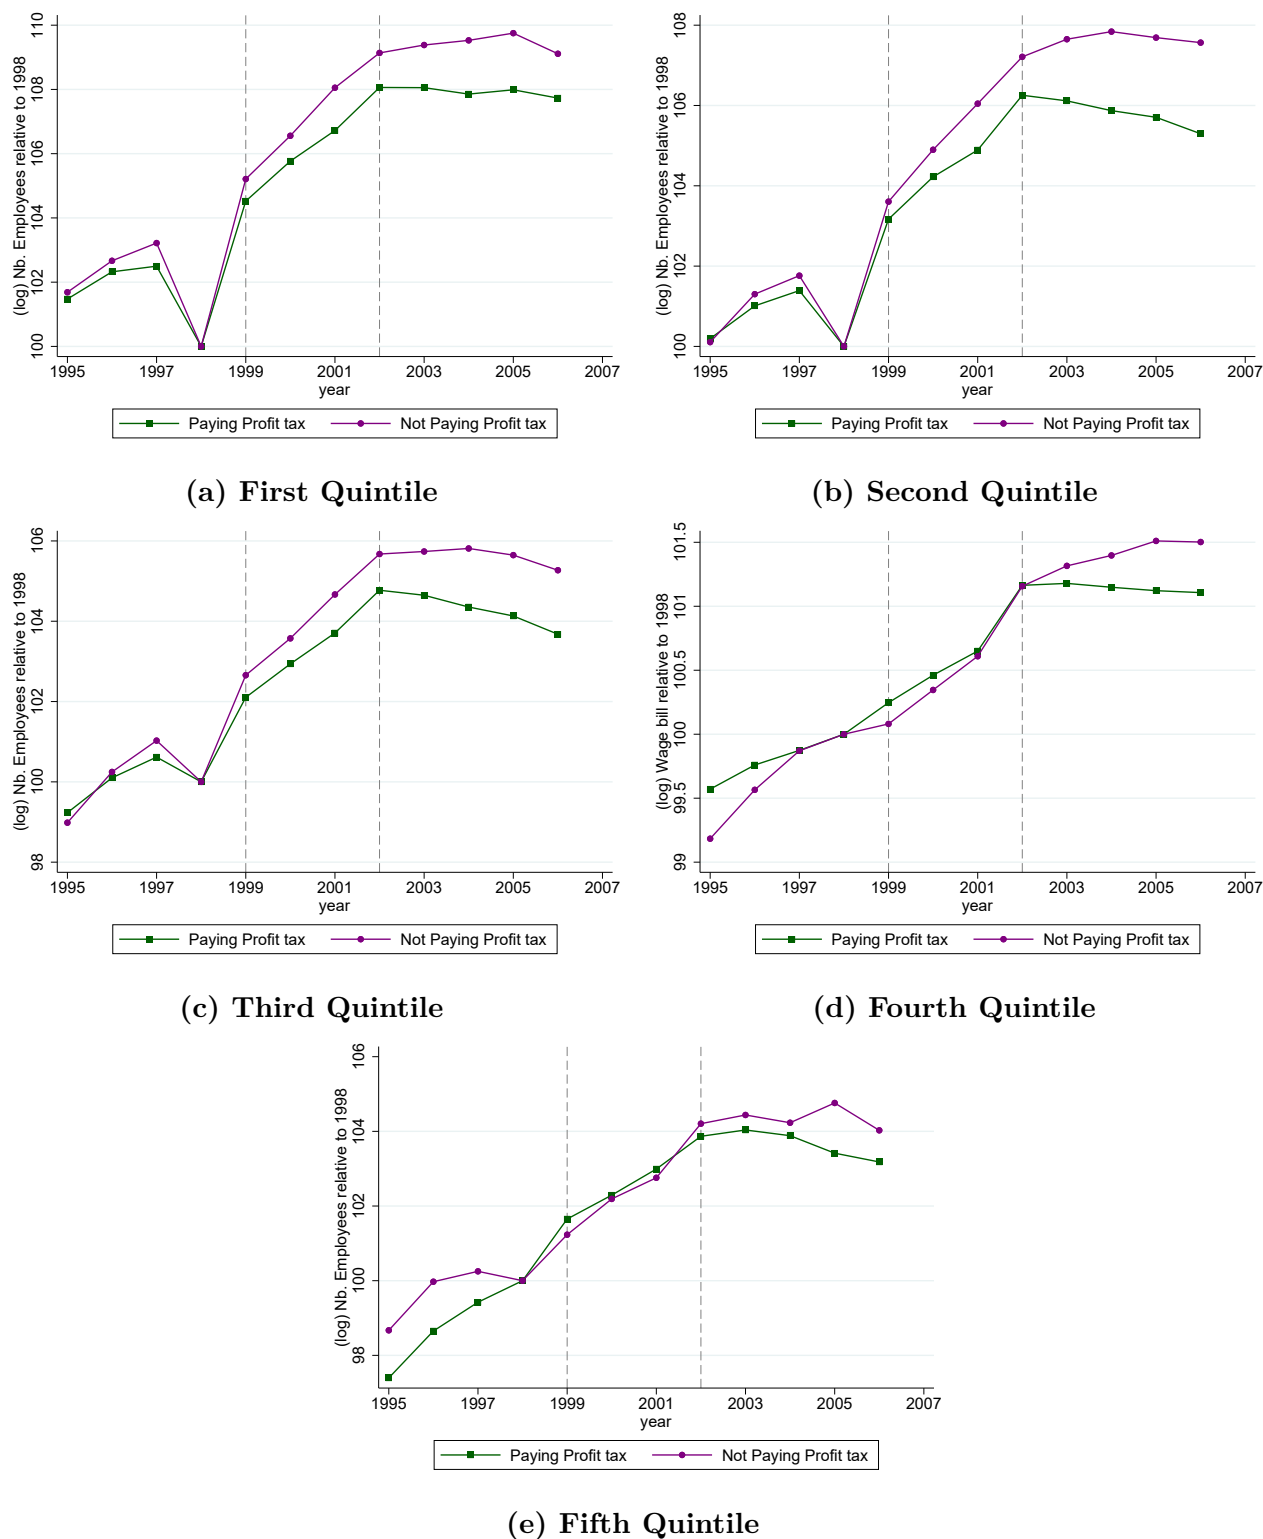 (log) Nb. Employees relative to 1998
110
108
106
104
102
100
1995 1997 1999 2001 2003 2005 2007
year
Paying Profit tax Not Paying Profit tax
(a) First Quintile
(log) Nb. Employees relative to 1998
108
106
104
102
100
1995 1997 1999 2001 2003 2005 2007
year
Paying Profit tax Not Paying Profit tax
(b) Second Quintile
(log) Nb. Employees relative to 1998
106
104
102
100
98
1995 1997 1999 2001 2003 2005 2007
year
Paying Profit tax Not Paying Profit tax
(c) Third Quintile
(log) Wage bill relative to 1998
101.5
101
100.5
100
99.5
99
1995 1997 1999 2001 2003 2005 2007
year
Paying Profit tax Not Paying Profit tax
(d) Fourth Quintile
(log) Nb. Employees relative to 1998
106
104
102
100
98
1995 1997 1999 2001 2003 2005 2007
year
Paying Profit tax Not Paying Profit tax
(e) Fifth Quintile